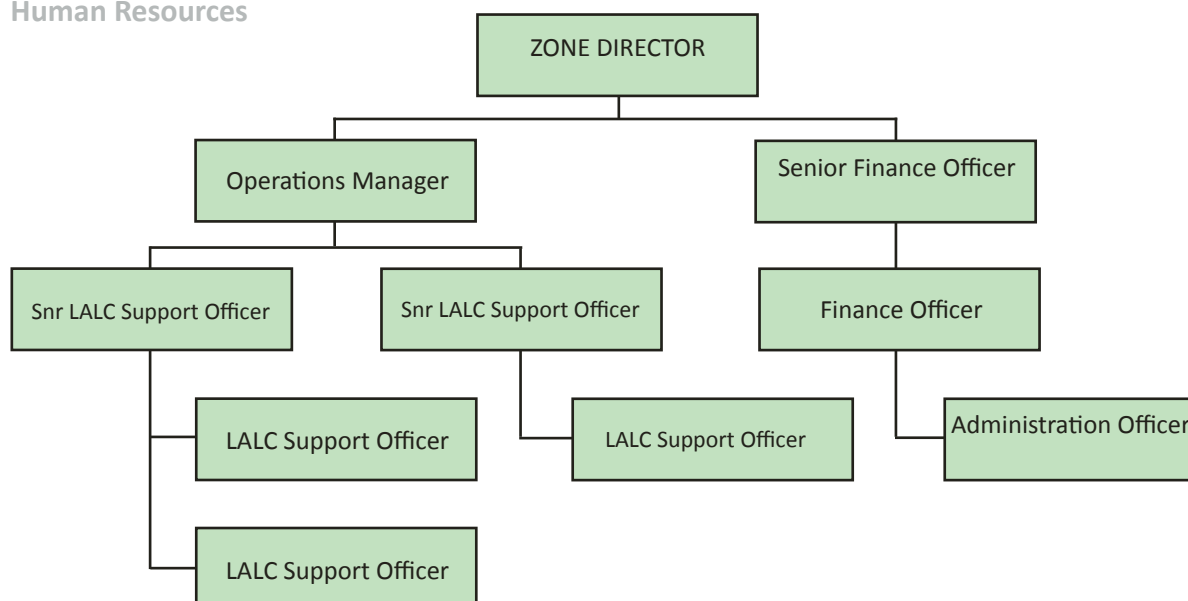 Human Resources
ZONE DIRECTOR
Operations Manager
Senior Finance Officer
Snr LALC Support Officer
Snr LALC Support Officer
Finance Officer
LALC Support Officer
LALC Support Officer
Administration Officer
LALC Support Officer